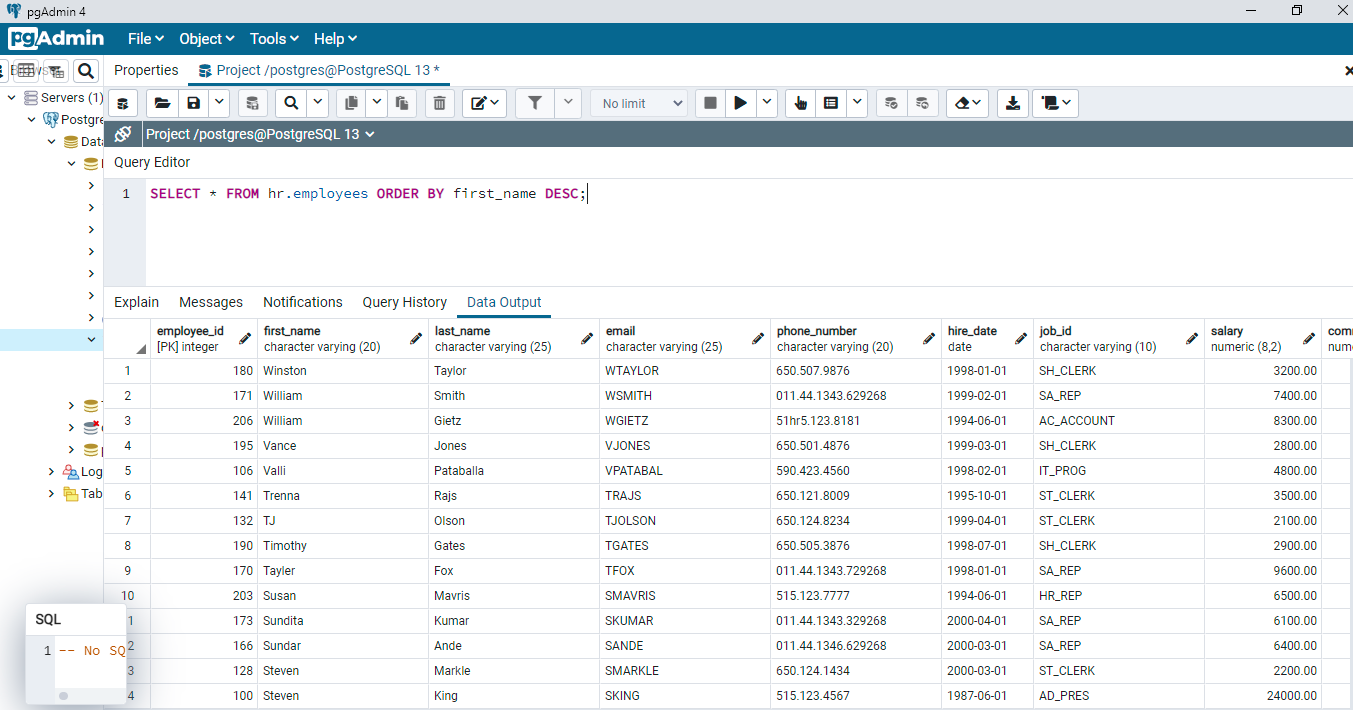 pgAdmin 4
pgAdmin File Object Tools Help
Properties Project /postgres@PostgreSQL 13 *
Servers (1)
No limit
Postgre
Project /postgres@PostgreSQL 13
Data
Query Editor
1 SELECT * FROM hr.employees ORDER BY first_name DESC;
Explain Messages Notifications Query History Data Output
employee_id first_name last_name email phone_number hire_date job_id salary com
[PK] integer character varying (20) character varying (25) character varying (25) character varying (20) date character varying (10) numeric (8,2) nume
1 180 Winston Taylor WTAYLOR 650.507.9876 1998-01-01 SH_CLERK 3200.00
2 171 William Smith WSMITH 011.44.1343.629268 1999-02-01 SA_REP 7400.00
3 206 William Gietz WGIETZ 51hr5.123.8181 1994-06-01 AC_ACCOUNT 8300.00
4 195 Vance Jones VJONES 650.501.4876 1999-03-01 SH_CLERK 2800.00
5 106 Valli Pataballa VPATABAL 590.423.4560 1998-02-01 IT_PROG 4800.00
Log
6 141 Trenna Rajs TRAJS 650.121.8009 1995-10-01 ST_CLERK 3500.00
Tab
7 132 TJ Olson TJOLSON 650.124.8234 1999-04-01 ST_CLERK 2100.00
8 190 Timothy Gates TGATES 650.505.3876 1998-07-01 SH_CLERK 2900.00
9 170 Tayler Fox TFOX 011.44.1343.729268 1998-01-01 SA_REP 9600.00
10 203 Susan Mavris SMAVRIS 515.123.7777 1994-06-01 HR_REP 6500.00
SQL
1 173 Sundita Kumar SKUMAR 011.44.1343.329268 2000-04-01 SA_REP 6100.00
1 -- No SQ
2 166 Sundar Ande SANDE 011.44.1346.629268 2000-03-01 SA_REP 6400.00
3 128 Steven Markle SMARKLE 650.124.1434 2000-03-01 ST_CLERK 2200.00
4 100 Steven King SKING 515.123.4567 1987-06-01 AD_PRES 24000.00